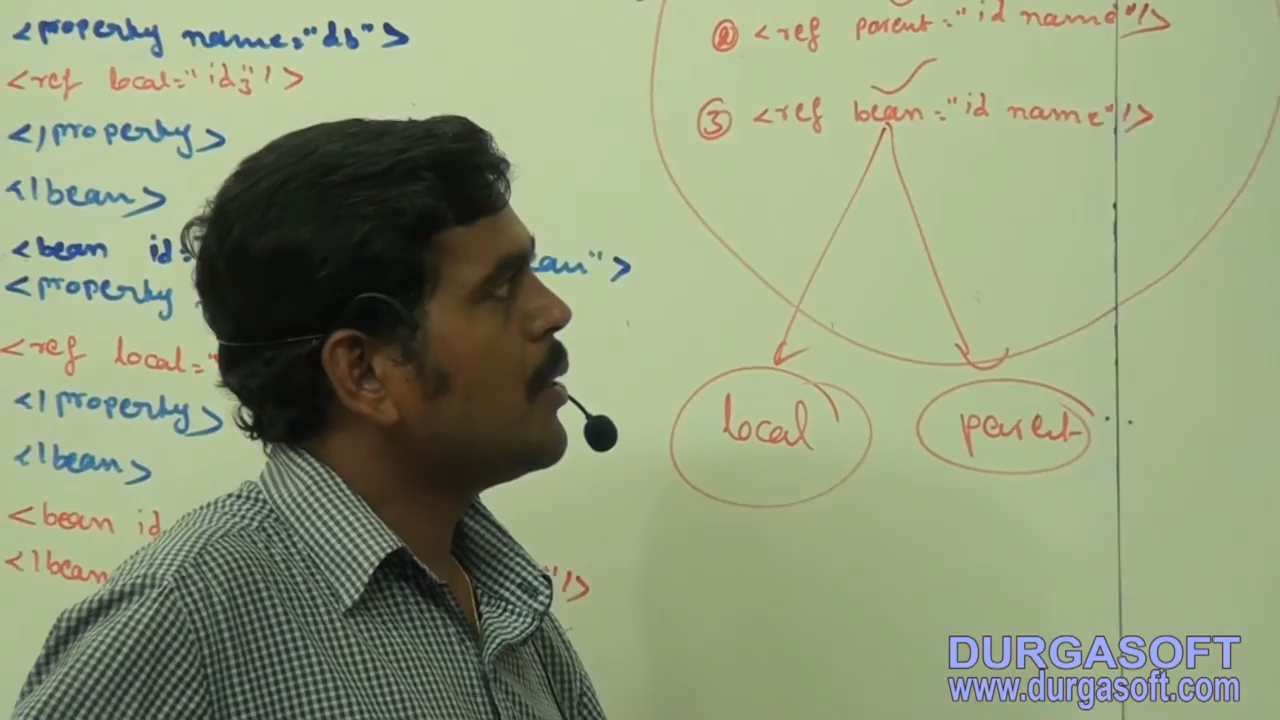 <property name="db">
<ref local="id3"/>
</property>
</bean>
<bean id= ean">
<property
<ref local="
</property>
</bean>
<bean id
</bean "/>
② <ref parent="id name"/>
③ <ref bean="id name"/>
local parent
DURGASOFT
www.durgasoft.com